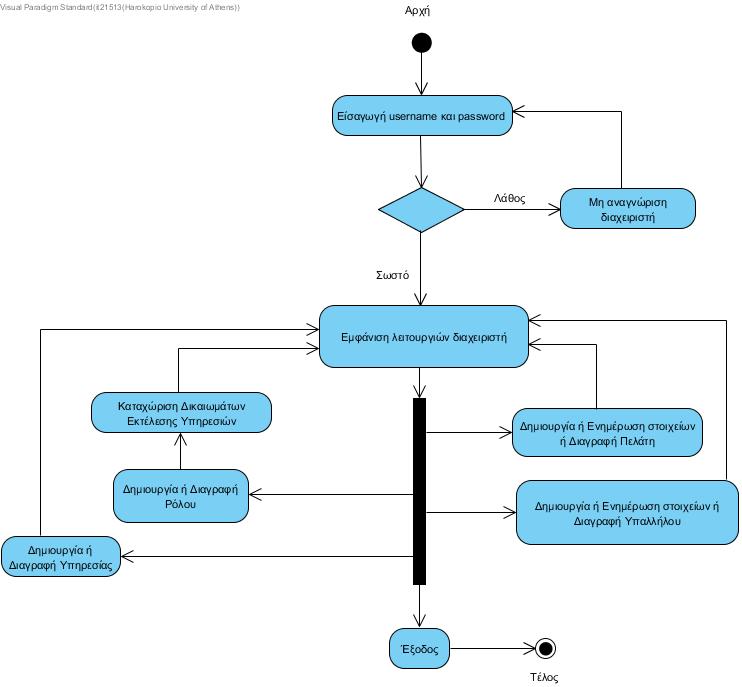 Visual Paradigm Standard(it21513(Harokopio University of Athens))
Αρχή
Είσαγωγή username και password
Λάθος
Μη αναγνώριση
διαχειριστή
Σωστό
Εμφάνιση λειτουργιών διαχειριστή
Καταχώριση Δικαιωμάτων
Εκτέλεσης Υπηρεσιών
Δημιουργία ή Ενημέρωση στοιχείων
ή Διαγραφή Πελάτη
Δημιουργία ή Διαγραφή
Ρόλου
Δημιουργία ή Ενημέρωση στοιχείων ή
Διαγραφή Υπαλλήλου
Δημιουργία ή
Διαγραφή Υπηρεσίας
Έξοδος
Τέλος